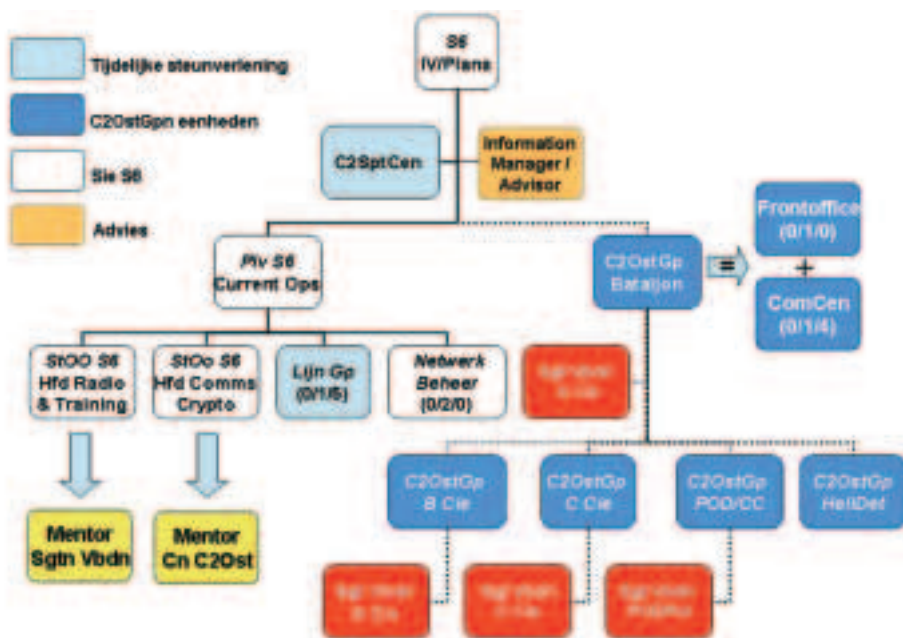 S6
IV/Plans
Tijdelijke steunverlening
C2OstGpn eenheden
Sie S6
Advies
C2SptCen
Information
Manager /
Advisor
Plv S6
Current Ops
C2OstGp
Bataljon
=
Frontoffice
(0/1/0)
+
ComCen
(0/1/4)
StOO S6
Hfd Radio
& Training
StOo S6
Hfd Comms
Crypto
Lijn Gp
(0/1/5)
Netwerk
Beheer
(0/2/0)
C2OstGp
B Cie
C2OstGp
C Cie
C2OstGp
POD/CC
C2OstGp
HeliDet
Mentor
Sgtn Vbdn
Mentor
Cn C2Ost